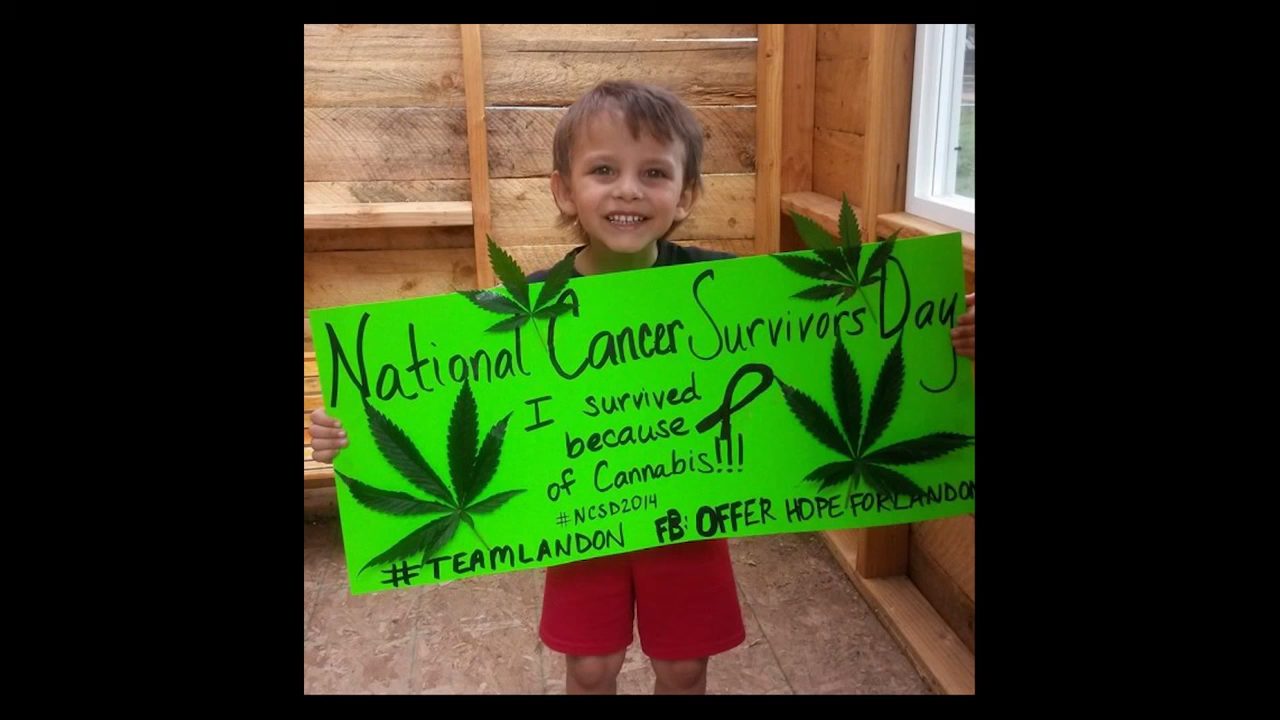 National Cancer Survivors Day
I survived
because
of Cannabis!!!
#NCSD2014
#TEAMLANDON FB: OFFER HOPE FOR LANDON